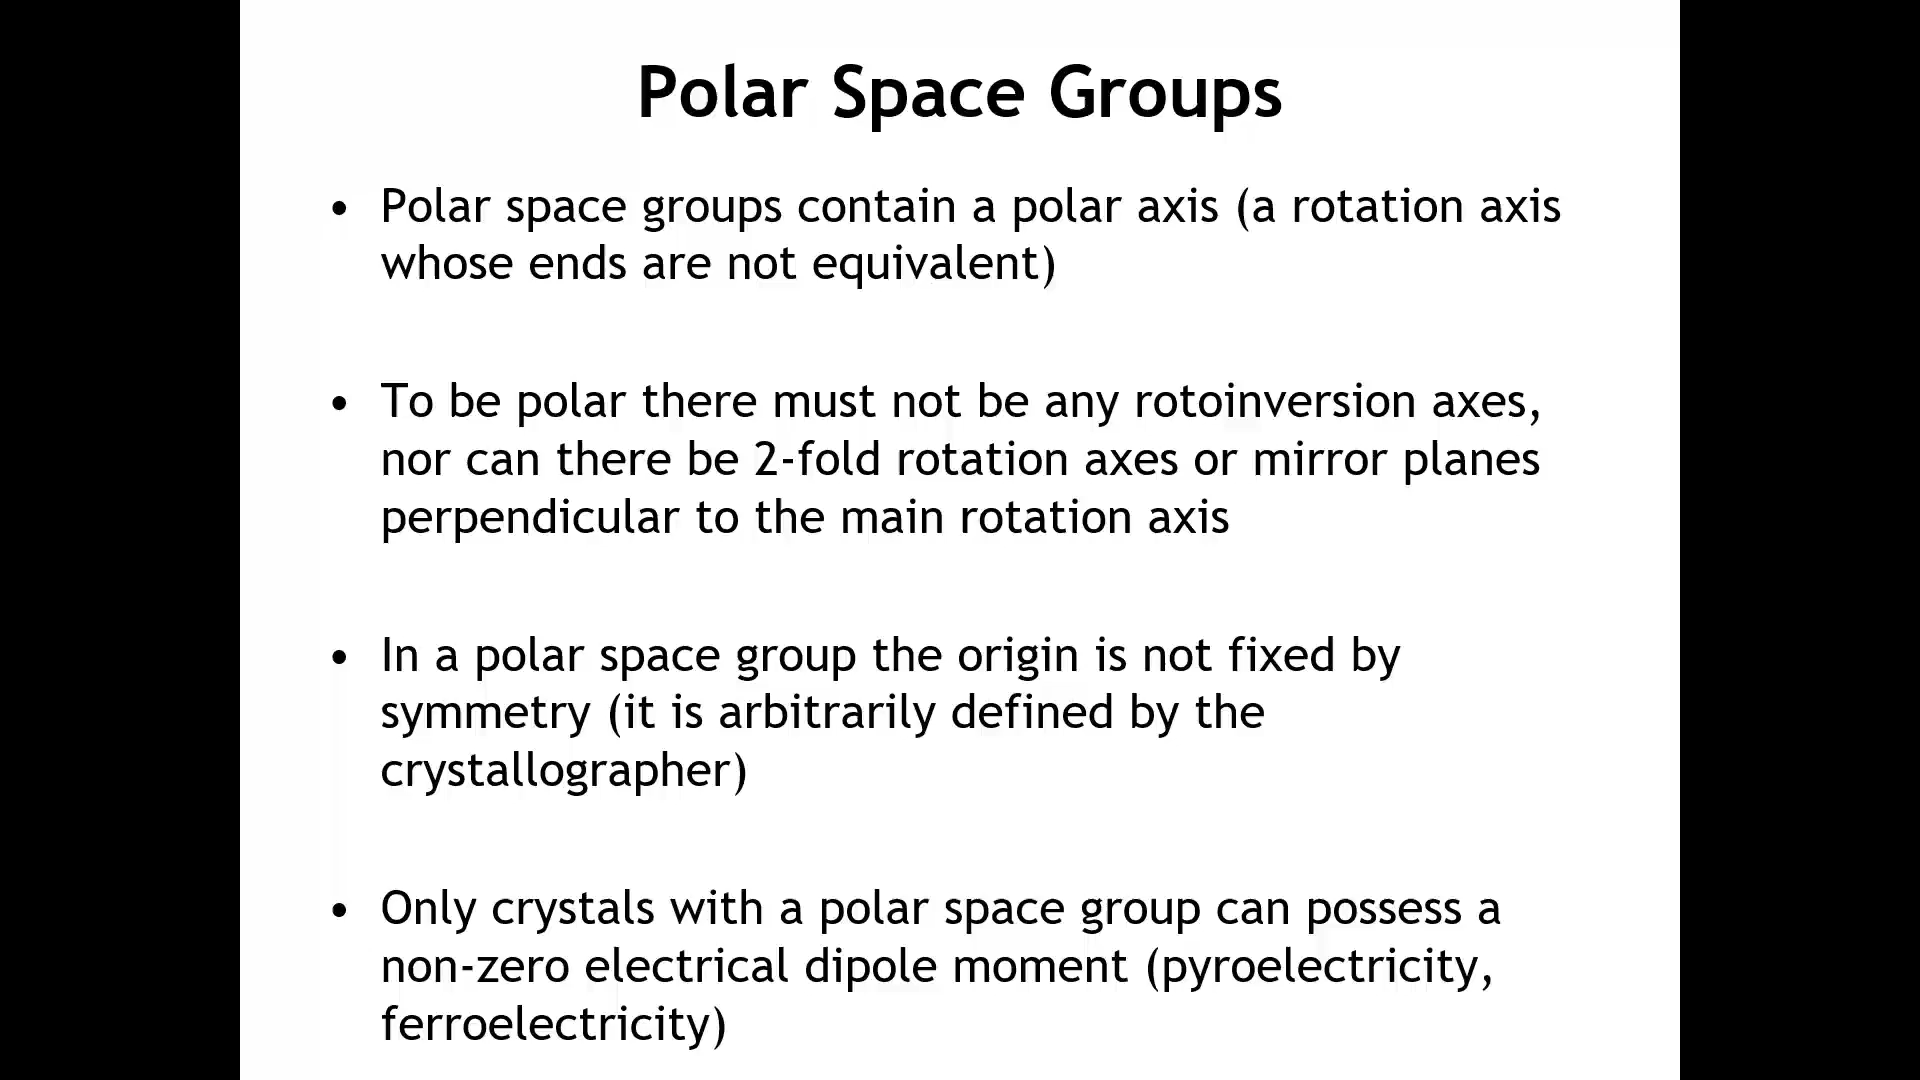 Polar Space Groups
• Polar space groups contain a polar axis (a rotation axis
whose ends are not equivalent)
• To be polar there must not be any rotoinversion axes,
nor can there be 2-fold rotation axes or mirror planes
perpendicular to the main rotation axis
• In a polar space group the origin is not fixed by
symmetry (it is arbitrarily defined by the
crystallographer)
• Only crystals with a polar space group can possess a
non-zero electrical dipole moment (pyroelectricity,
ferroelectricity)